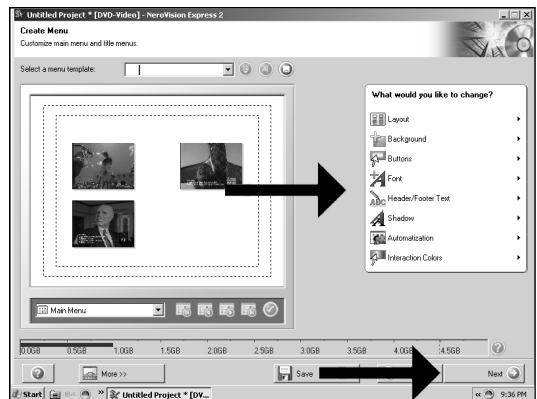 Untitled Project * [DVD-Video] - NeroVision Express 2
Create Menu
Customize main menu and title menus.
Select a menu template:
What would you like to change?
Layout
Background
Buttons
Font
ABC Header/Footer Text
Shadow
Automatization
Interaction Colors
Main Menu
0.0GB 0.5GB 1.0GB 1.5GB 2.0GB 2.5GB 3.0GB 3.5GB 4.0GB 4.5GB
More >>
Save
Next
Start
Untitled Project * [DV...
9:36 PM